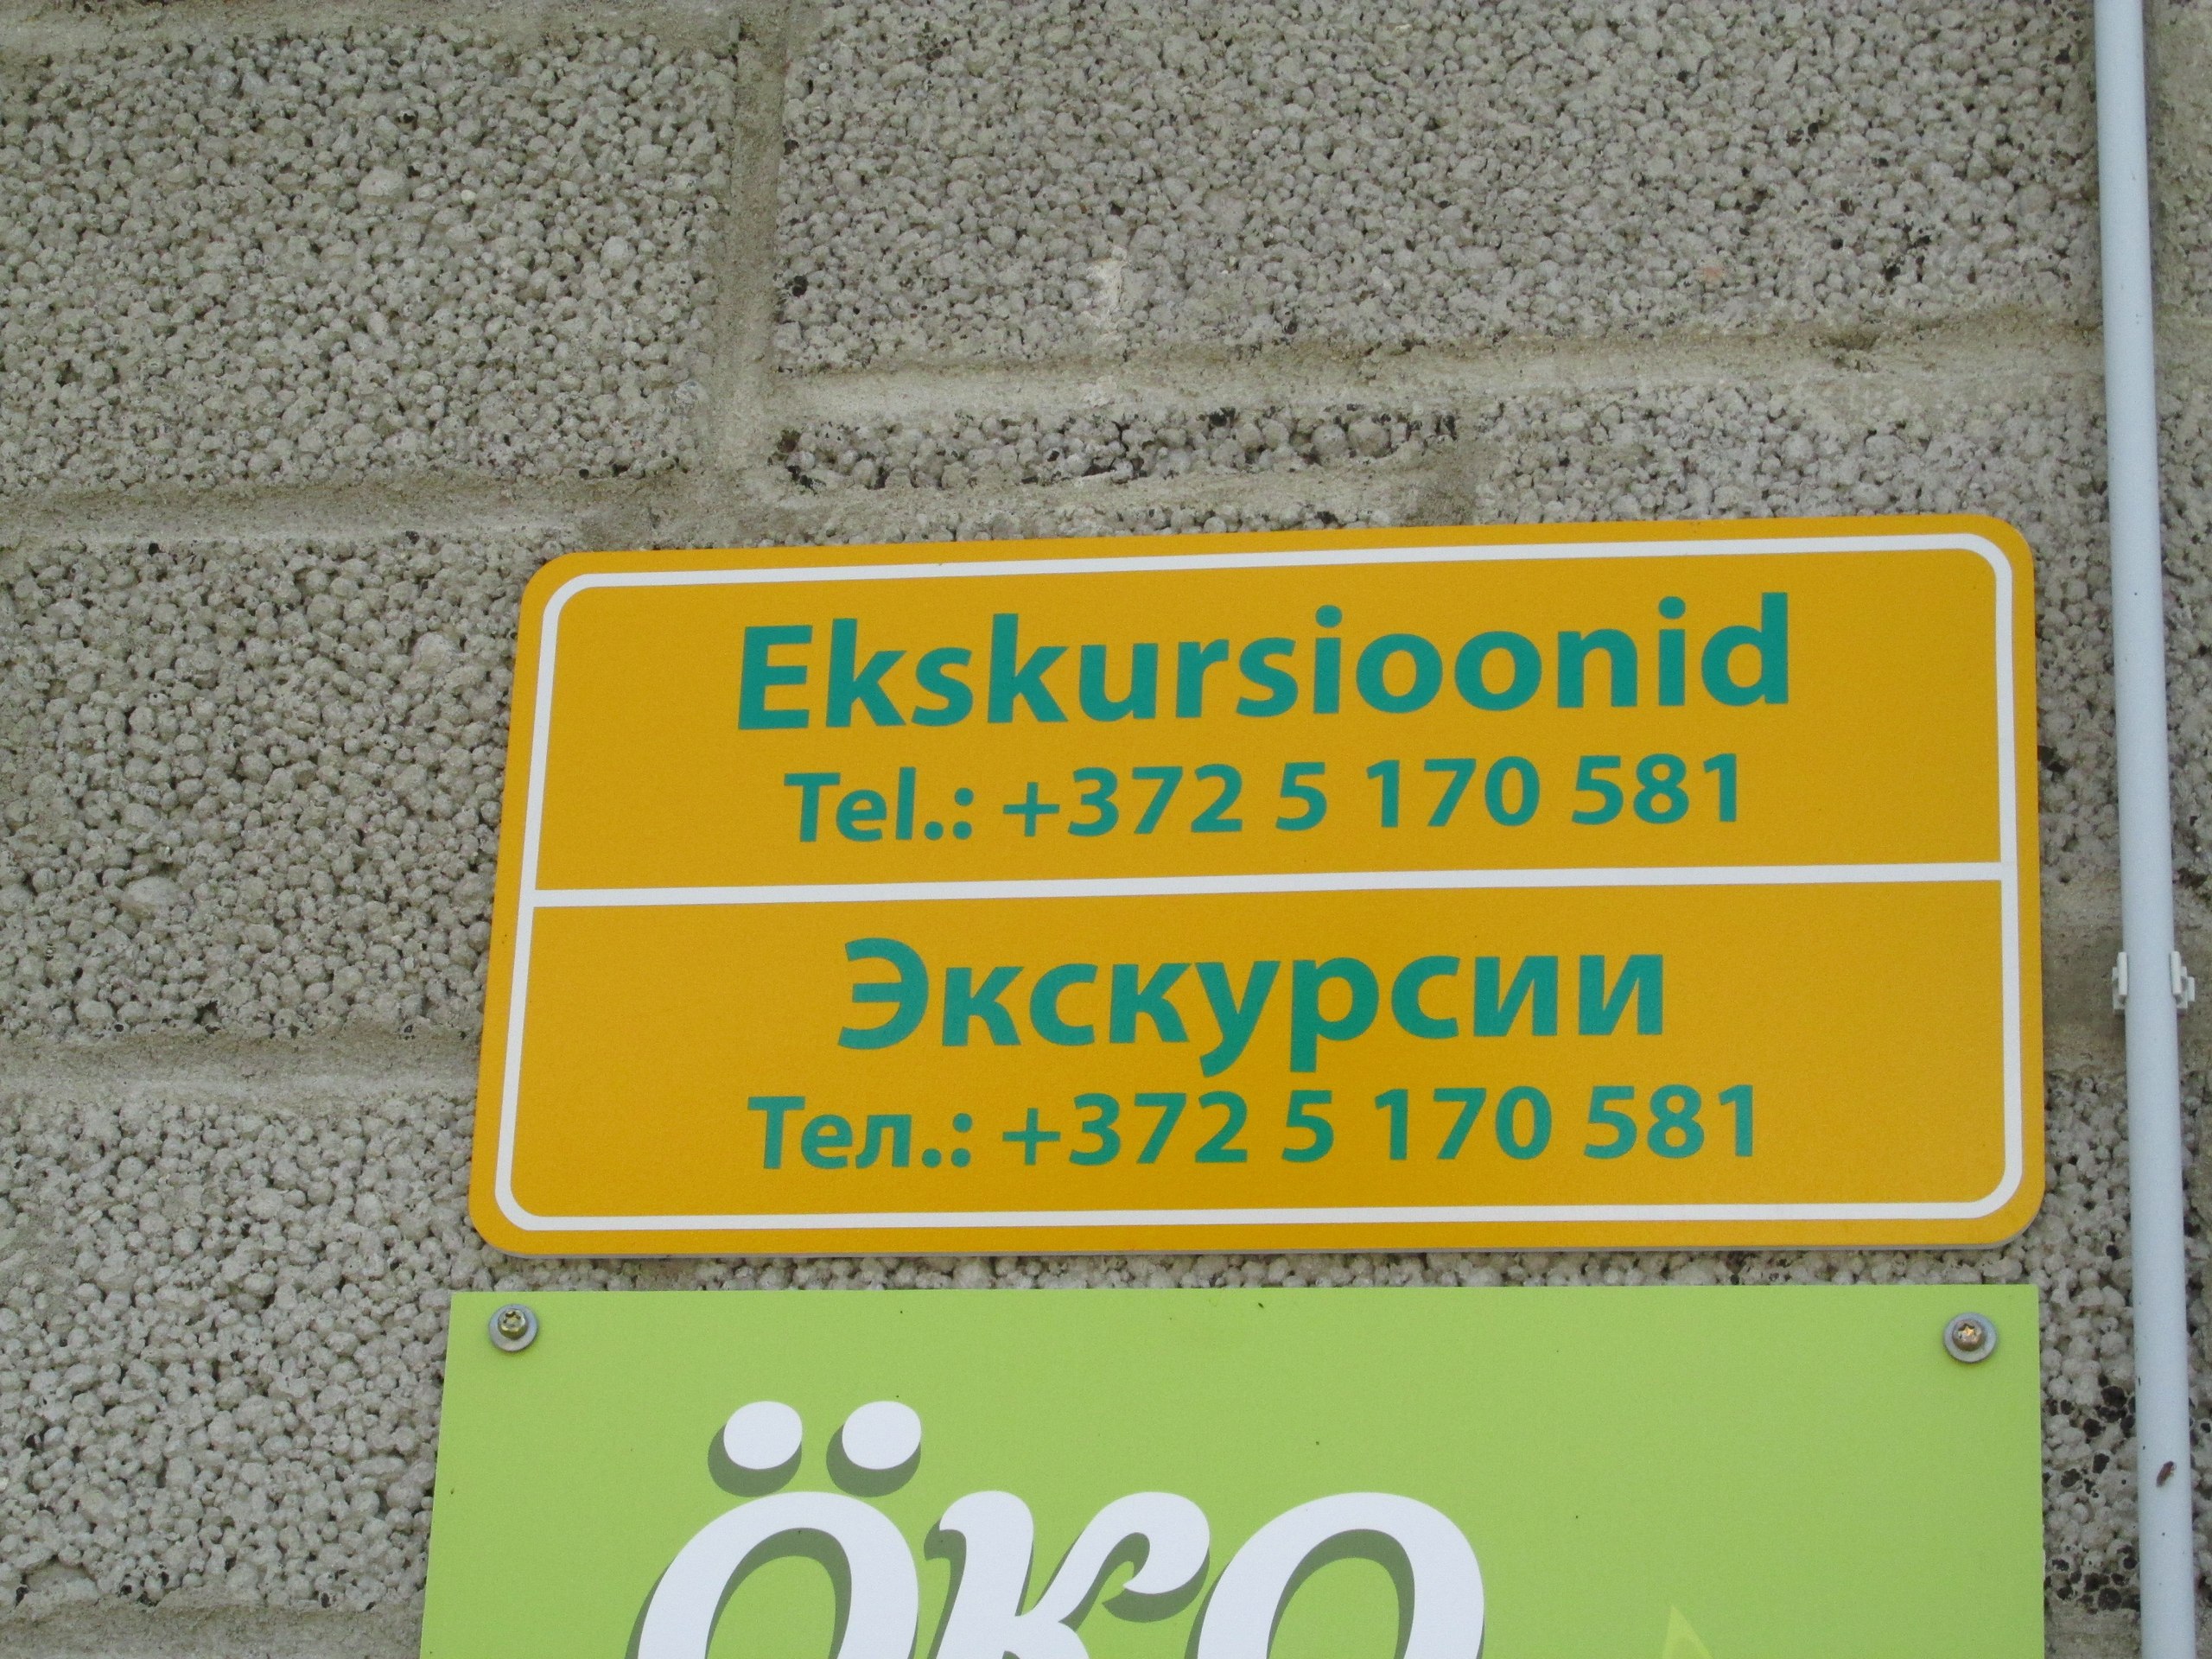 Ekskursioonid
Tel.: +372 5 170 581
Экскурсии
Тел.: +372 5 170 581
ÖKO